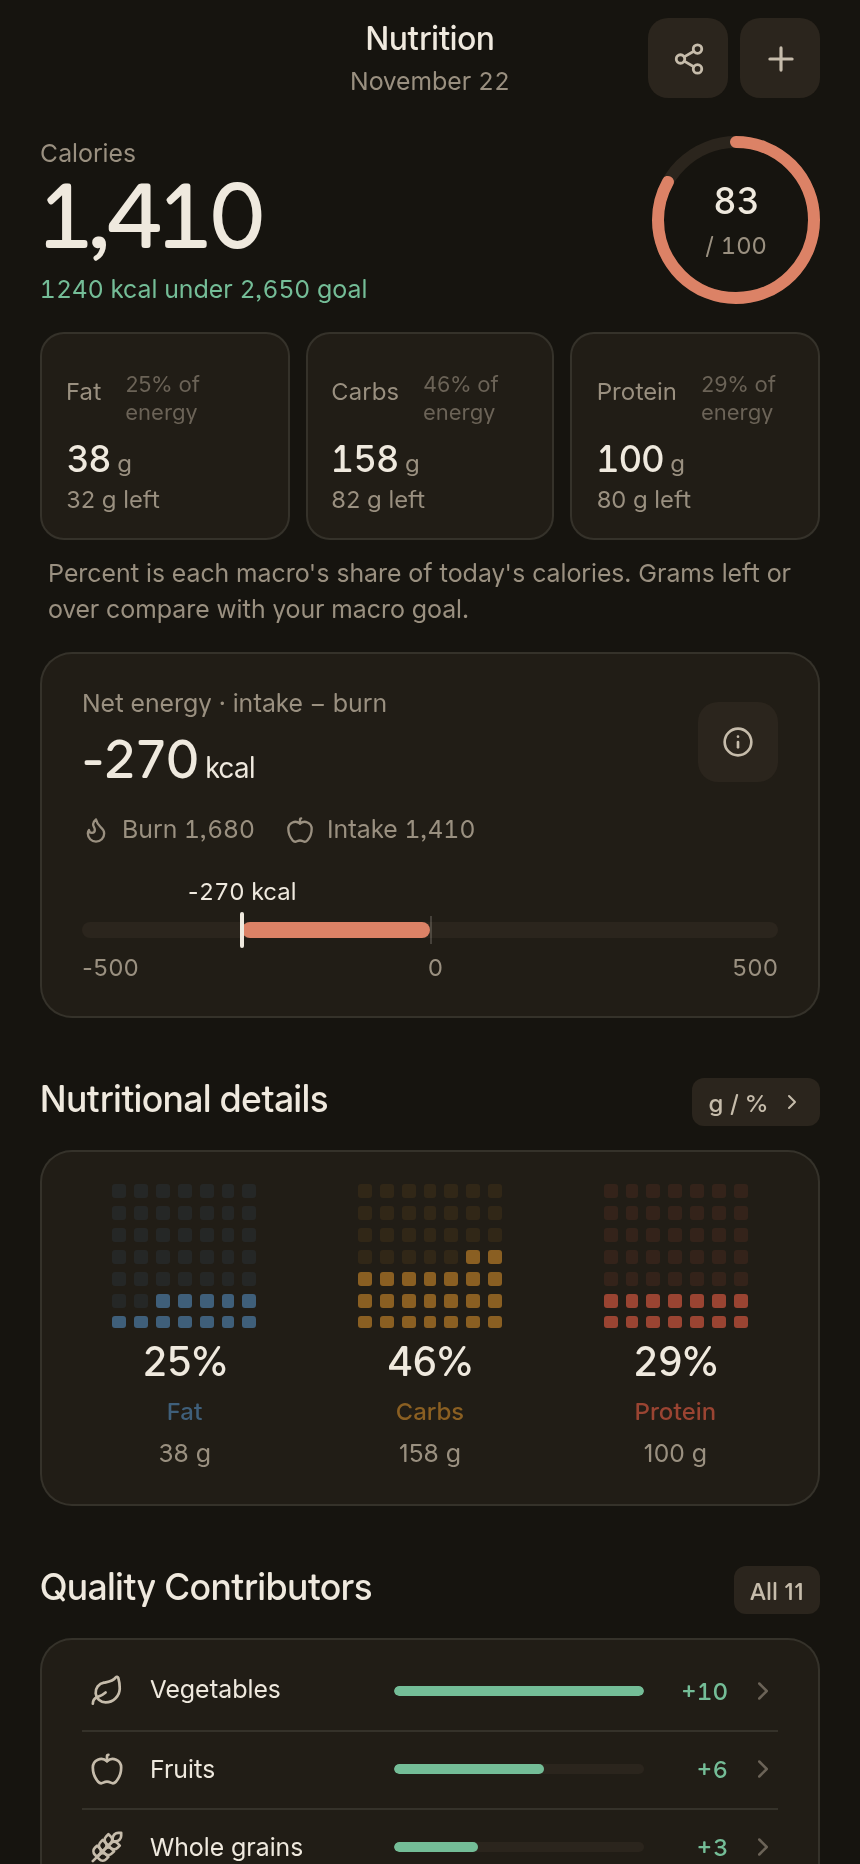 Nutrition
November 22
Calories
1,410
1240 kcal under 2,650 goal
83
/ 100
Fat
25% of
energy
38 g
32 g left
Carbs
46% of
energy
158 g
82 g left
Protein
29% of
energy
100 g
80 g left
Percent is each macro's share of today's calories. Grams left or
over compare with your macro goal.
Net energy · intake – burn
-270 kcal
Burn 1,680
Intake 1,410
-270 kcal
-500
0
500
Nutritional details
g / %
25%
Fat
38 g
46%
Carbs
158 g
29%
Protein
100 g
Quality Contributors
All 11
Vegetables
+10
Fruits
+6
Whole grains
+3